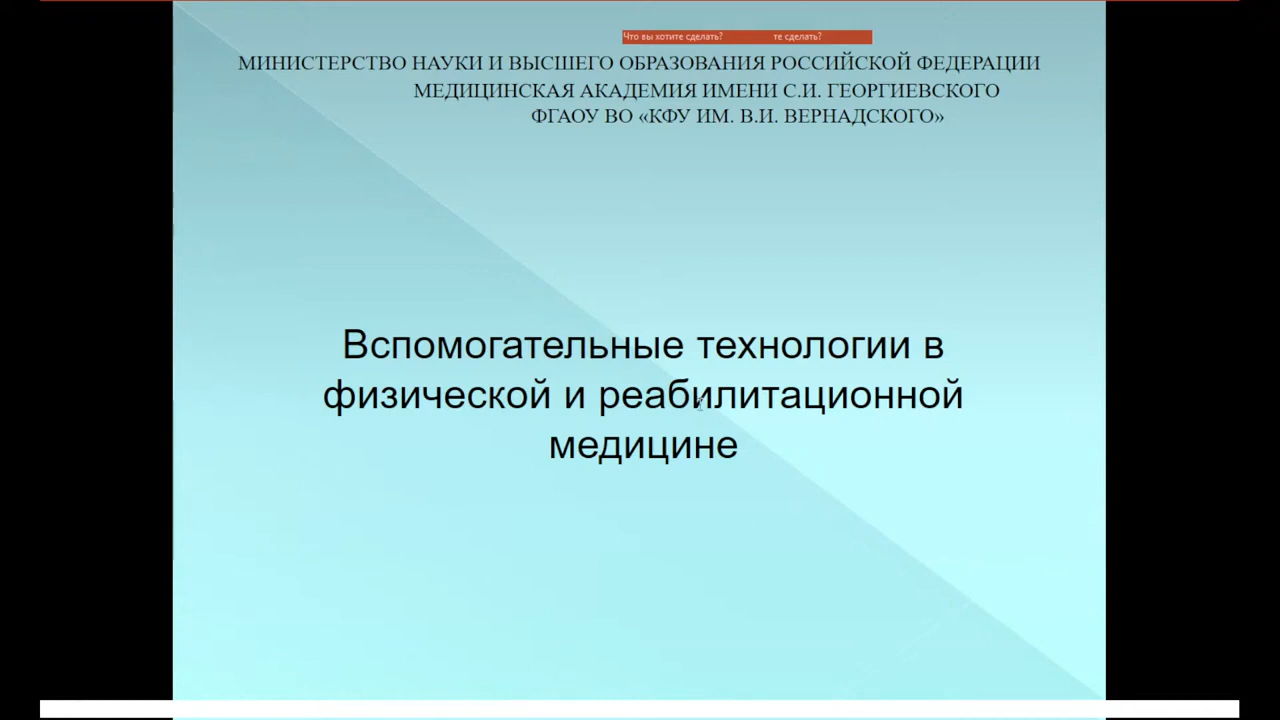 Что вы хотите сделать? те сделать?
МИНИСТЕРСТВО НАУКИ И ВЫСШЕГО ОБРАЗОВАНИЯ РОССИЙСКОЙ ФЕДЕРАЦИИ
МЕДИЦИНСКАЯ АКАДЕМИЯ ИМЕНИ С.И. ГЕОРГИЕВСКОГО
ФГАОУ ВО «КФУ ИМ. В.И. ВЕРНАДСКОГО»
Вспомогательные технологии в
физической и реабилитационной
медицине